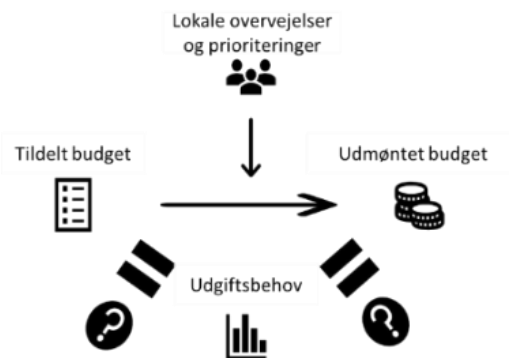 Lokale overvejelser
og prioriteringer
Tildelt budget
Udmøntet budget
Udgiftsbehov
?
?